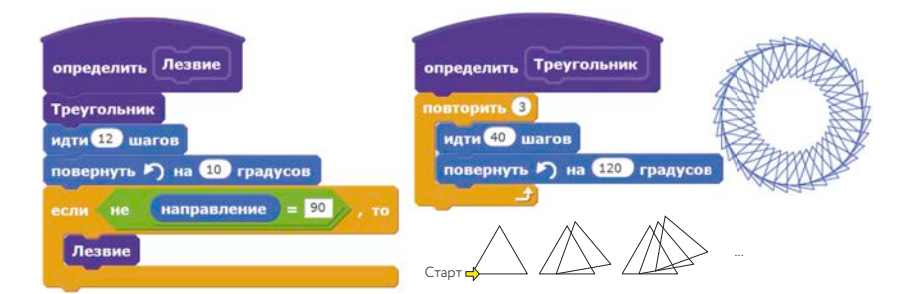 определить Лезвие
Треугольник
идти 12 шагов
повернуть на 10 градусов
если не направление = 90 , то
Лезвие
определить Треугольник
повторить 3
идти 40 шагов
повернуть на 120 градусов
Старт
...